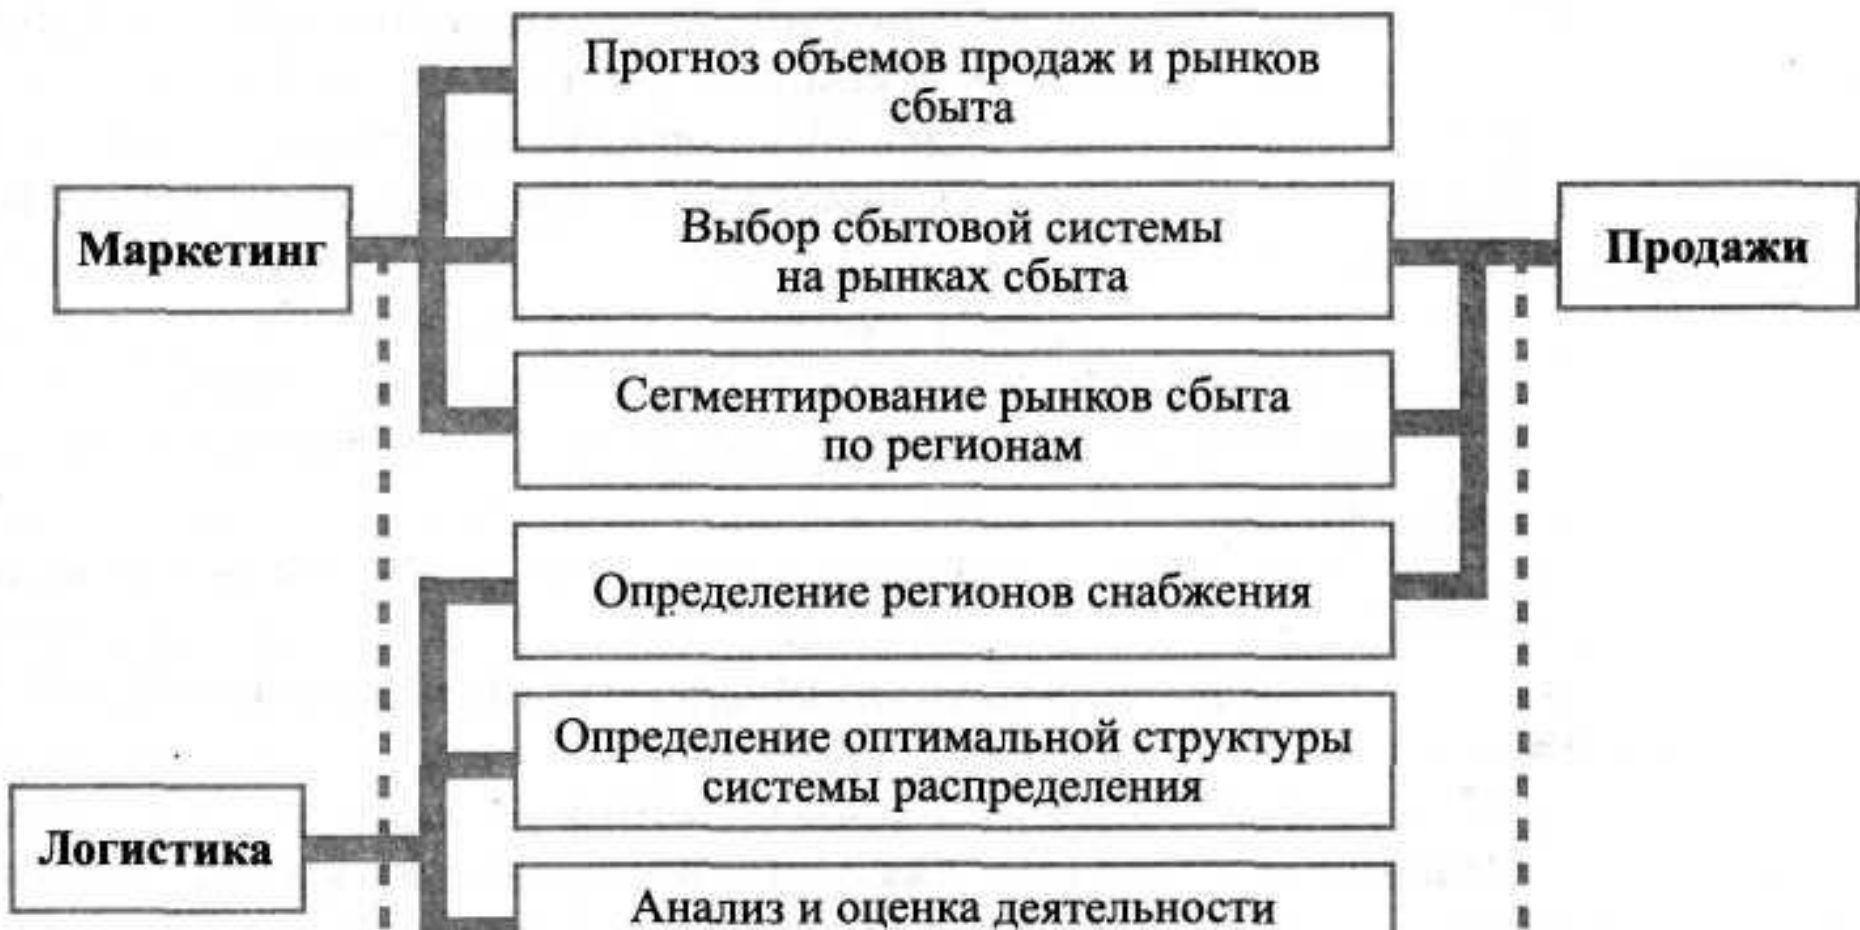 Прогноз объемов продаж и рынков
сбыта
Маркетинг
Выбор сбытовой системы
на рынках сбыта
Продажи
Сегментирование рынков сбыта
по регионам
Определение регионов снабжения
Определение оптимальной структуры
системы распределения
Логистика
Анализ и оценка деятельности